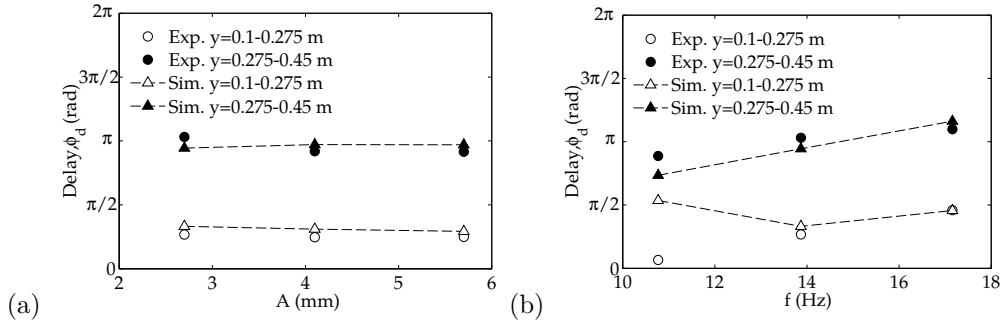 2π
3π/2
π
π/2
0
Delay,ϕ_d (rad)
Exp. y=0.1-0.275 m
Exp. y=0.275-0.45 m
Sim. y=0.1-0.275 m
Sim. y=0.275-0.45 m
2 3 4 5 6
A (mm)
(a)
2π
3π/2
π
π/2
0
Delay,ϕ_d (rad)
Exp. y=0.1-0.275 m
Exp. y=0.275-0.45 m
Sim. y=0.1-0.275 m
Sim. y=0.275-0.45 m
10 12 14 16 18
f (Hz)
(b)